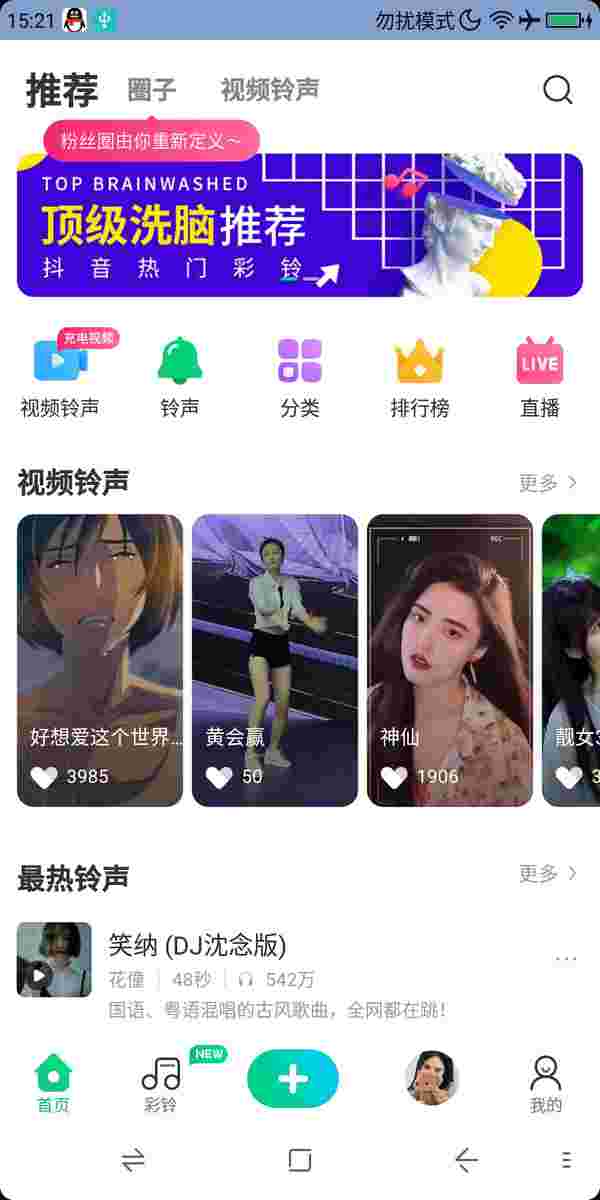 15:21 勿扰模式
推荐 圈子 视频铃声
粉丝圈由你重新定义～
TOP BRAINWASHED
顶级洗脑推荐
抖音热门彩铃
充电视频
LIVE
视频铃声 铃声 分类 排行榜 直播
视频铃声 更多
REC
好想爱这个世界... 黄会赢 神仙 靓女3
3985 50 1906 3
最热铃声 更多
笑纳 (DJ沈念版)
花僮 48秒 542万
国语、粤语混唱的古风歌曲，全网都在跳！
NEW
首页 彩铃 我的